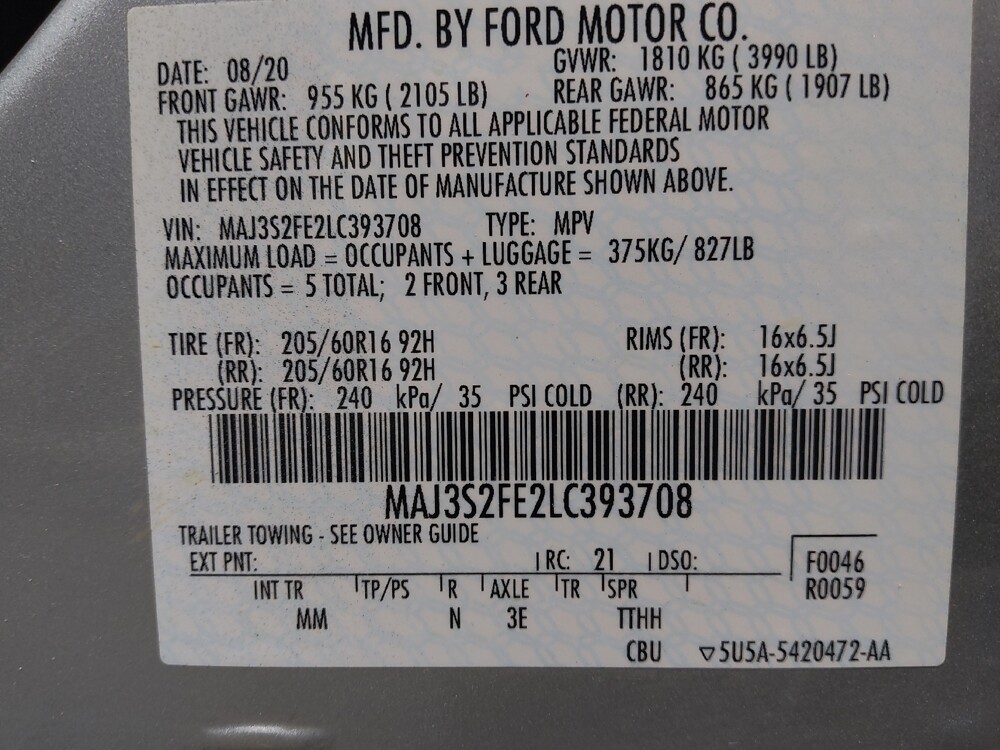 MFD. BY FORD MOTOR CO.
DATE: 08/20 GVWR: 1810 KG ( 3990 LB)
FRONT GAWR: 955 KG ( 2105 LB) REAR GAWR: 865 KG ( 1907 LB)
THIS VEHICLE CONFORMS TO ALL APPLICABLE FEDERAL MOTOR
VEHICLE SAFETY AND THEFT PREVENTION STANDARDS
IN EFFECT ON THE DATE OF MANUFACTURE SHOWN ABOVE.
VIN: MAJ3S2FE2LC393708 TYPE: MPV
MAXIMUM LOAD = OCCUPANTS + LUGGAGE = 375KG/ 827LB
OCCUPANTS = 5 TOTAL; 2 FRONT, 3 REAR
TIRE (FR): 205/60R16 92H RIMS (FR): 16x6.5J
(RR): 205/60R16 92H (RR): 16x6.5J
PRESSURE (FR): 240 kPa/ 35 PSI COLD (RR): 240 kPa/ 35 PSI COLD
MAJ3S2FE2LC393708
TRAILER TOWING - SEE OWNER GUIDE
EXT PNT: RC: 21 DSO: F0046
INT TR TP/PS R AXLE TR SPR R0059
MM N 3E TTHH
CBU ▽5U5A-5420472-AA